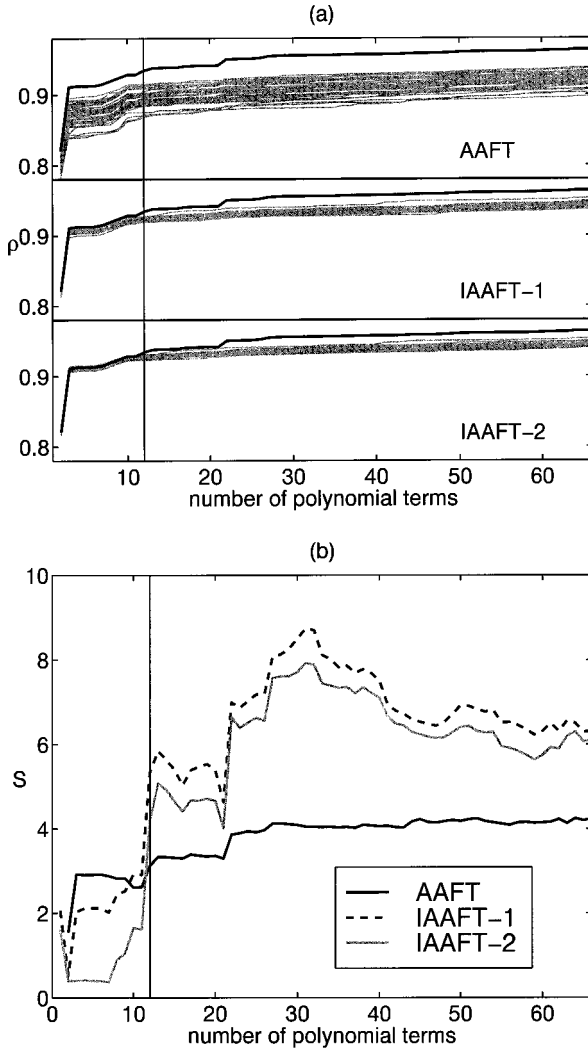 (a)
0.9
0.8
AAFT
0.9
ρ
0.8
IAAFT-1
0.9
0.8
IAAFT-2
10 20 30 40 50 60
number of polynomial terms
(b)
10
8
6
S
4
2
0
AAFT
IAAFT-1
IAAFT-2
0 10 20 30 40 50 60
number of polynomial terms